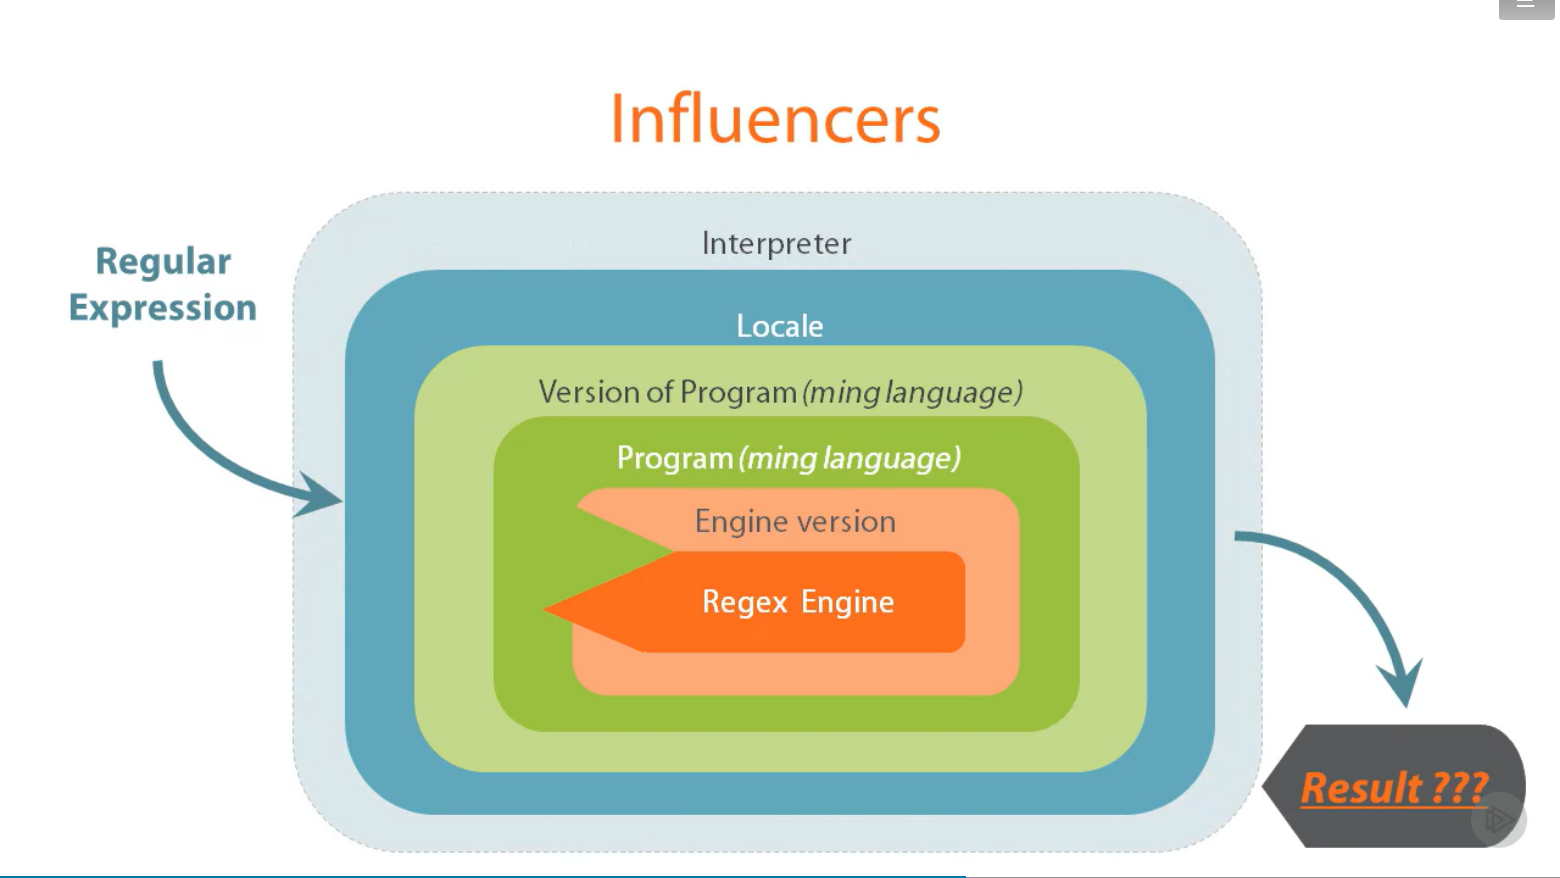 Influencers
Regular
Expression
Interpreter
Locale
Version of Program (ming language)
Program (ming language)
Engine version
Regex Engine
Result ???